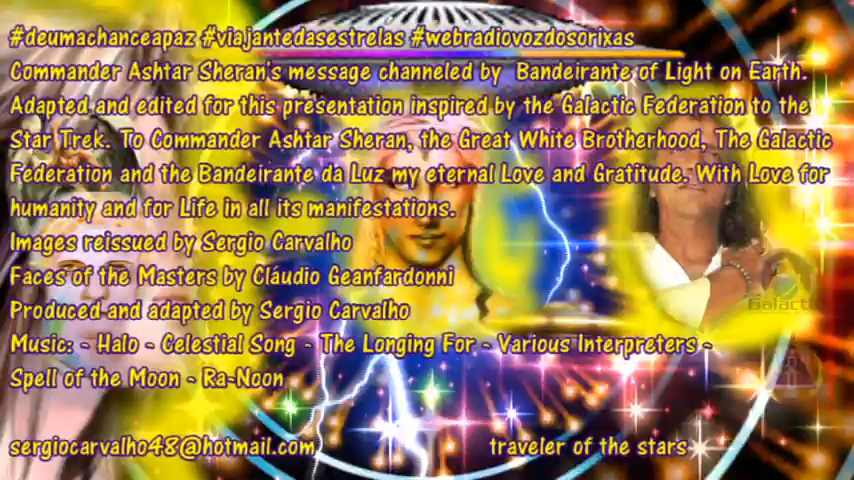 #deumachanceapaz #viajantedasestrelas #webradiovozdosorixas
Commander Ashtar Sheran's message channeled by Bandeirante of Light on Earth.
Adapted and edited for this presentation inspired by the Galactic Federation to the
Star Trek. To Commander Ashtar Sheran, the Great White Brotherhood, The Galactic
Federation and the Bandeirante da Luz my eternal Love and Gratitude. With Love for
humanity and for Life in all its manifestations.
Images reissued by Sergio Carvalho
Faces of the Masters by Cláudio Geanfardonni
Produced and adapted by Sergio Carvalho
Galact
Music: - Halo - Celestial Song - The Longing For - Various Interpreters -
Spell of the Moon - Ra-Noon
sergiocarvalho48@hotmail.com traveler of the stars